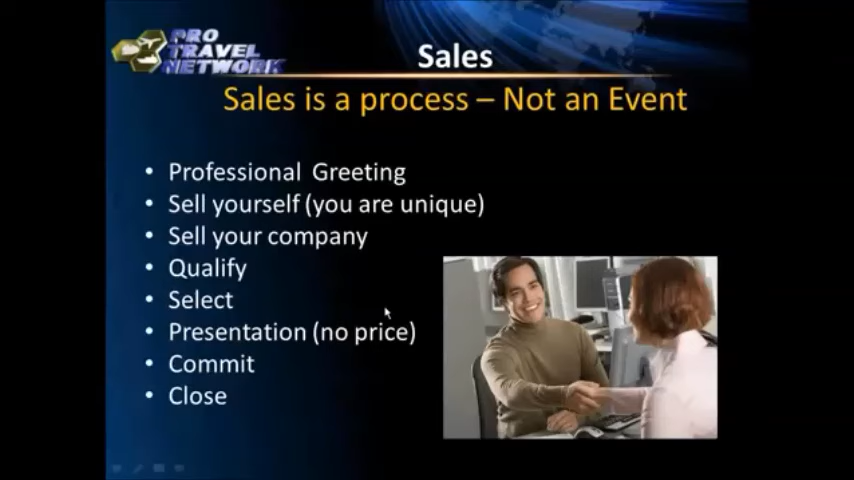 PRO
TRAVEL
NETWORK
Sales
Sales is a process – Not an Event
• Professional Greeting
• Sell yourself (you are unique)
• Sell your company
• Qualify
• Select
• Presentation (no price)
• Commit
• Close